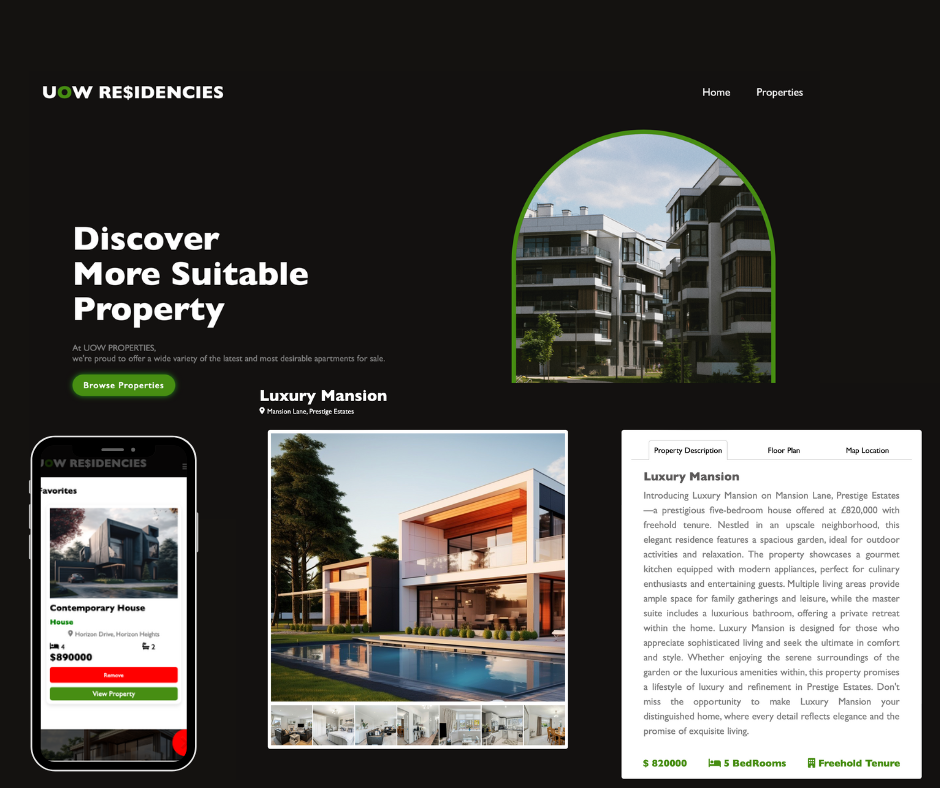 UOW RE$IDENCIES
Home
Properties
Discover
More Suitable
Property
At UOW PROPERTIES,
we're proud to offer a wide variety of the latest and most desirable apartments for sale.
Browse Properties
Luxury Mansion
Mansion Lane, Prestige Estates
UOW RE$IDENCIES
Favorites
Contemporary House
House
Horizon Drive, Horizon Heights
4
2
$890000
Remove
View Property
Property Description
Floor Plan
Map Location
Luxury Mansion
Introducing Luxury Mansion on Mansion Lane, Prestige Estates
—a prestigious five-bedroom house offered at £820,000 with
freehold tenure. Nestled in an upscale neighborhood, this
elegant residence features a spacious garden, ideal for outdoor
activities and relaxation. The property showcases a gourmet
kitchen equipped with modern appliances, perfect for culinary
enthusiasts and entertaining guests. Multiple living areas provide
ample space for family gatherings and leisure, while the master
suite includes a luxurious bathroom, offering a private retreat
within the home. Luxury Mansion is designed for those who
appreciate sophisticated living and seek the ultimate in comfort
and style. Whether enjoying the serene surroundings of the
garden or the luxurious amenities within, this property promises
a lifestyle of luxury and refinement in Prestige Estates. Don't
miss the opportunity to make Luxury Mansion your
distinguished home, where every detail reflects elegance and the
promise of exquisite living.
$ 820000
5 BedRooms
Freehold Tenure